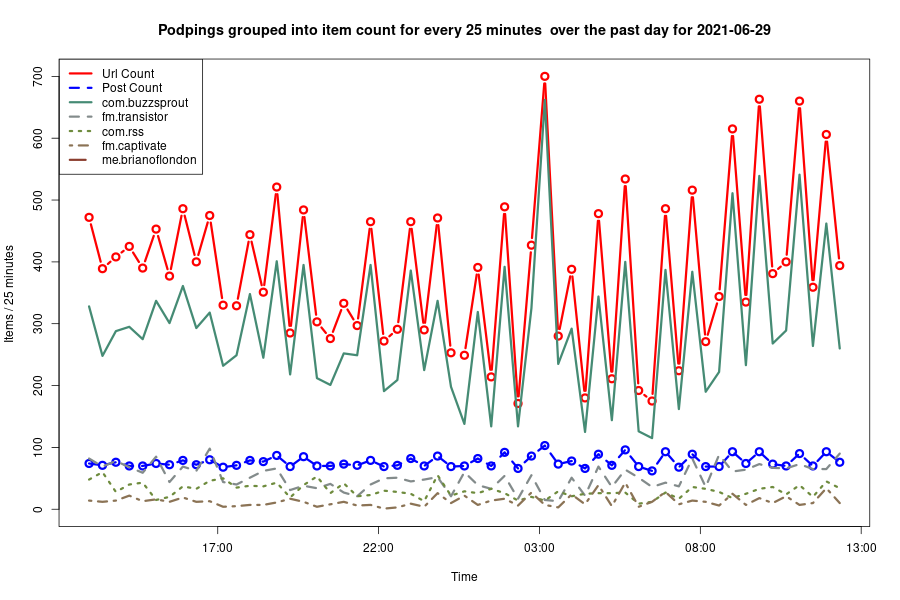 Podpings grouped into item count for every 25 minutes  over the past day for 2021-06-29
Url Count
Post Count
com.buzzsprout
fm.transistor
com.rss
fm.captivate
me.brianoflondon
Items / 25 minutes
700
600
500
400
300
200
100
0
17:00 22:00 03:00 08:00 13:00
Time